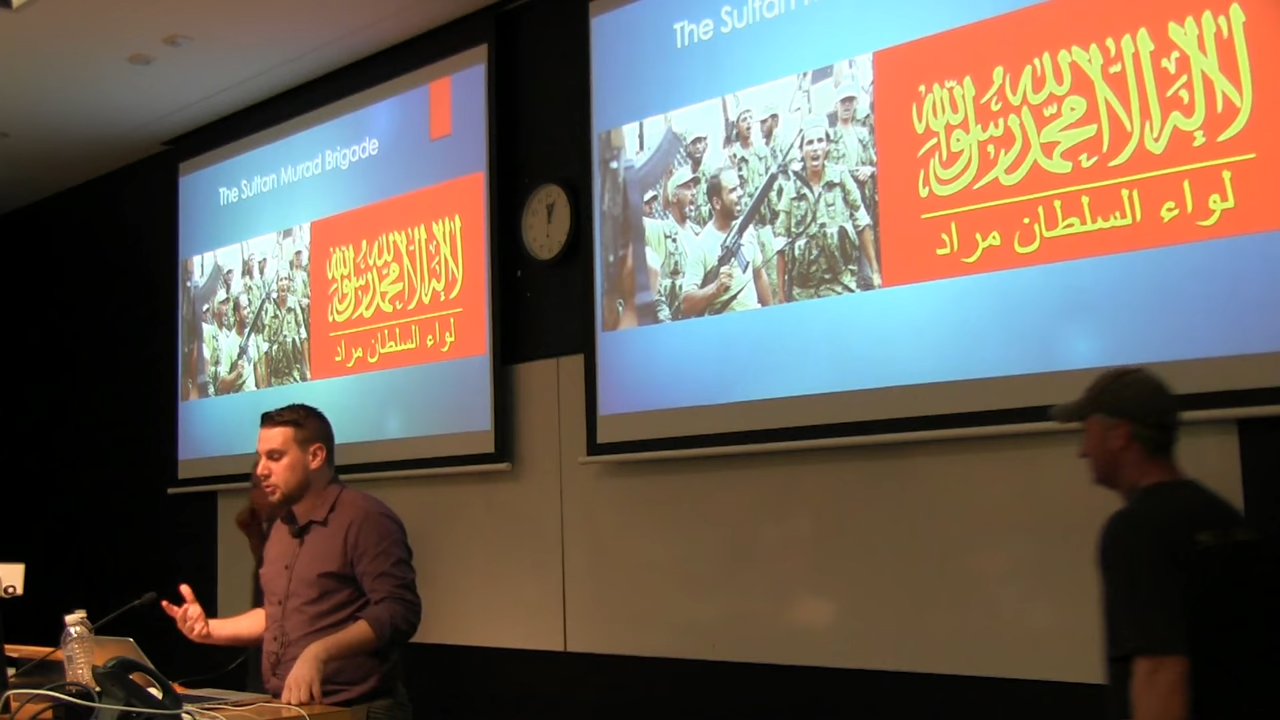 The Sultan Murad Brigade
لا إله إلا الله محمد رسول الله
لواء السلطان مراد
The Sultan
لا إله إلا الله محمد رسول الله
لواء السلطان مراد